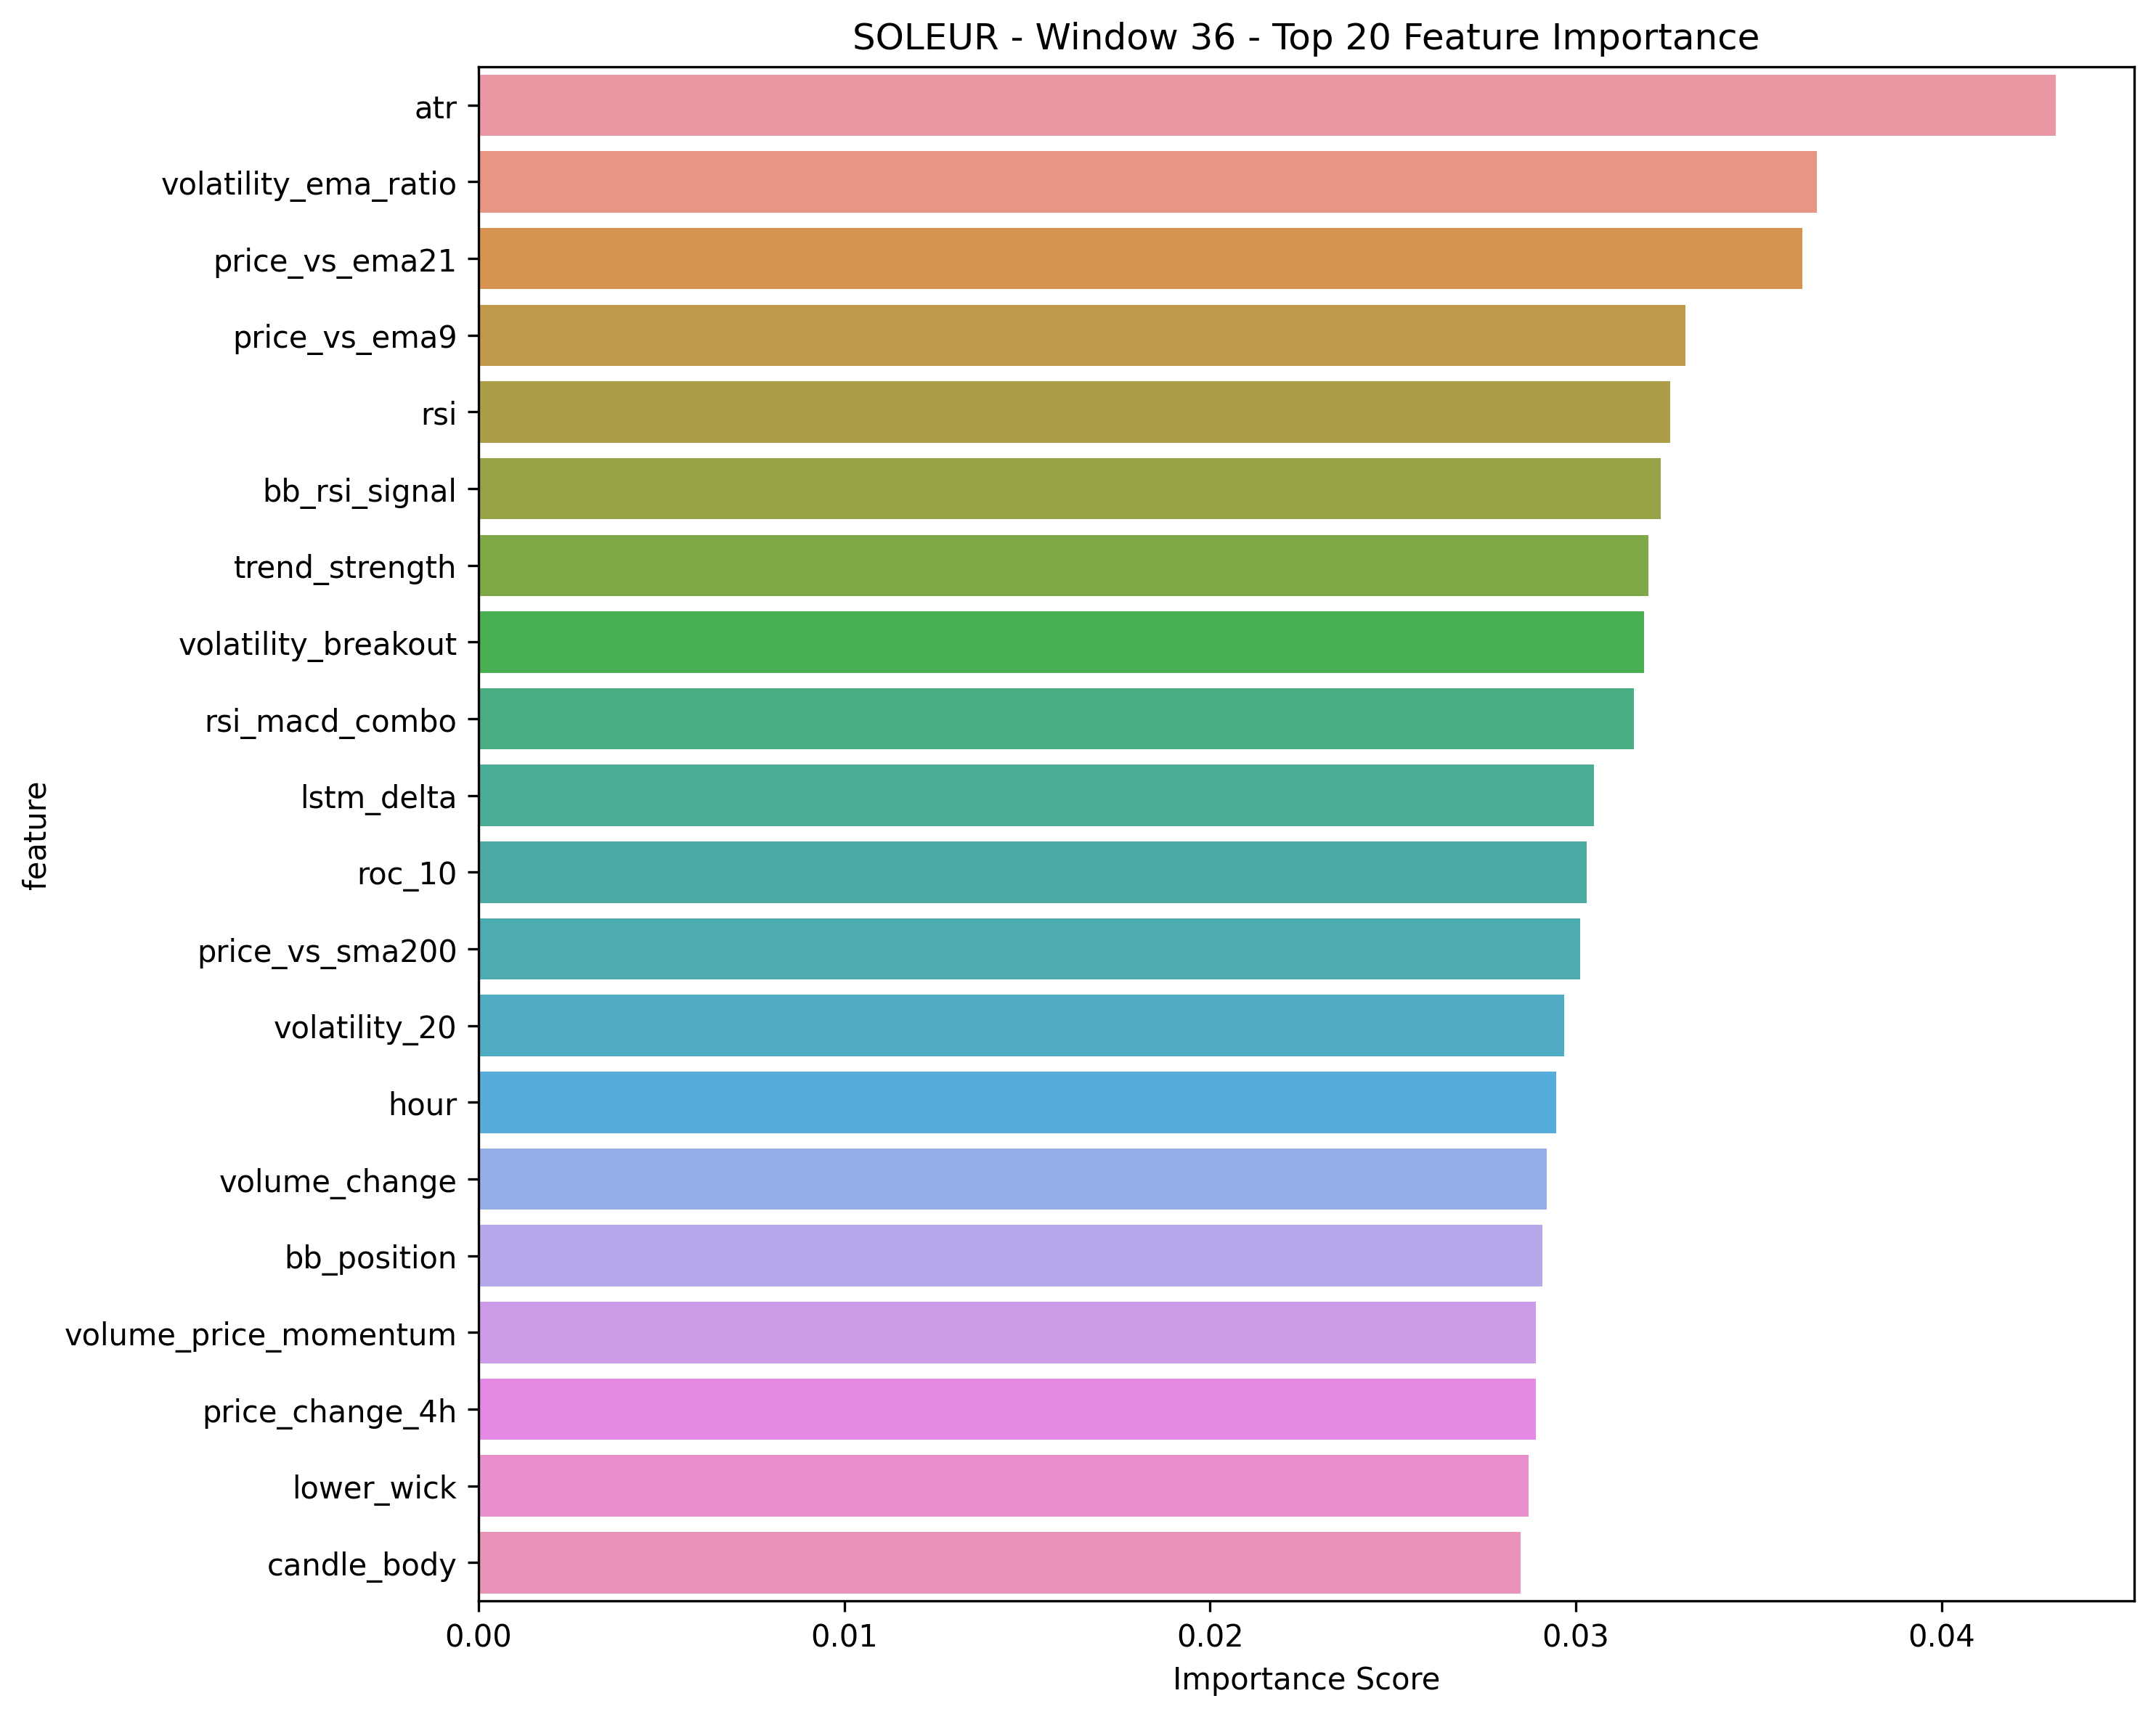 SOLEUR - Window 36 - Top 20 Feature Importance
atr
volatility_ema_ratio
price_vs_ema21
price_vs_ema9
rsi
bb_rsi_signal
trend_strength
volatility_breakout
rsi_macd_combo
lstm_delta
roc_10
price_vs_sma200
volatility_20
hour
volume_change
bb_position
volume_price_momentum
price_change_4h
lower_wick
candle_body
feature
0.00 0.01 0.02 0.03 0.04
Importance Score